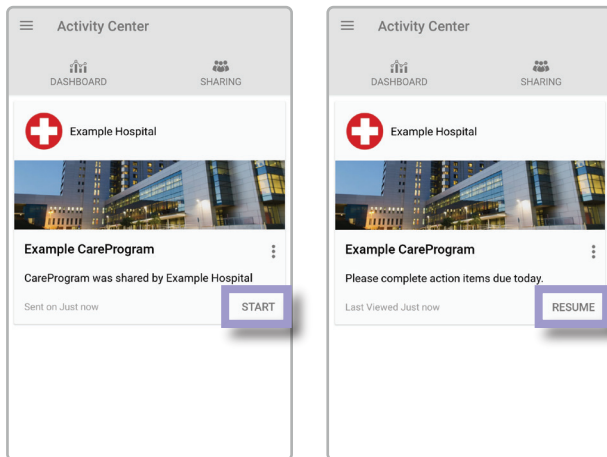 Activity Center
DASHBOARD SHARING
Example Hospital
Example CareProgram
CareProgram was shared by Example Hospital
Sent on Just now START
Activity Center
DASHBOARD SHARING
Example Hospital
Example CareProgram
Please complete action items due today.
Last Viewed Just now RESUME